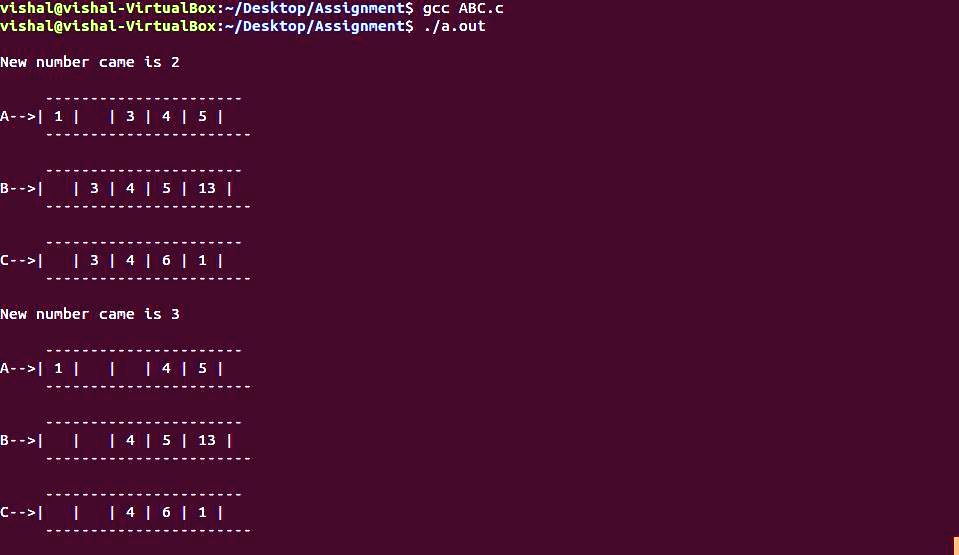 vishal@vishal-VirtualBox:~/Desktop/Assignment$ gcc ABC.c
vishal@vishal-VirtualBox:~/Desktop/Assignment$ ./a.out
New number came is 2
----------------------
A-->| 1 |   | 3 | 4 | 5 |
-----------------------
----------------------
B-->|   | 3 | 4 | 5 | 13 |
-----------------------
----------------------
C-->|   | 3 | 4 | 6 | 1 |
-----------------------
New number came is 3
----------------------
A-->| 1 |   |   | 4 | 5 |
-----------------------
----------------------
B-->|   |   | 4 | 5 | 13 |
-----------------------
----------------------
C-->|   |   | 4 | 6 | 1 |
-----------------------